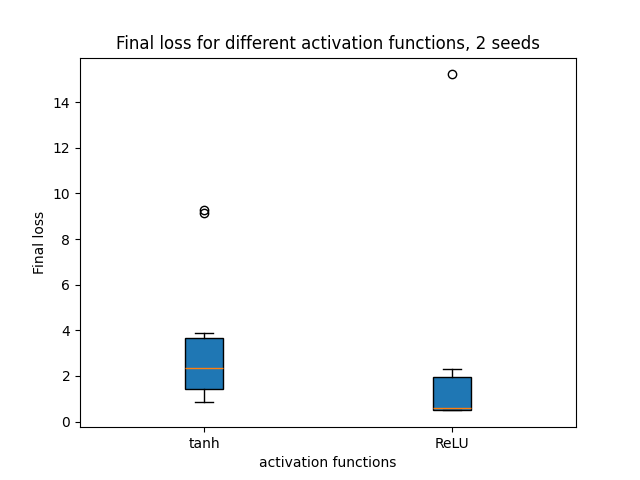 Final loss for different activation functions, 2 seeds
14
12
10
8
6
4
2
0
Final loss
tanh
ReLU
activation functions